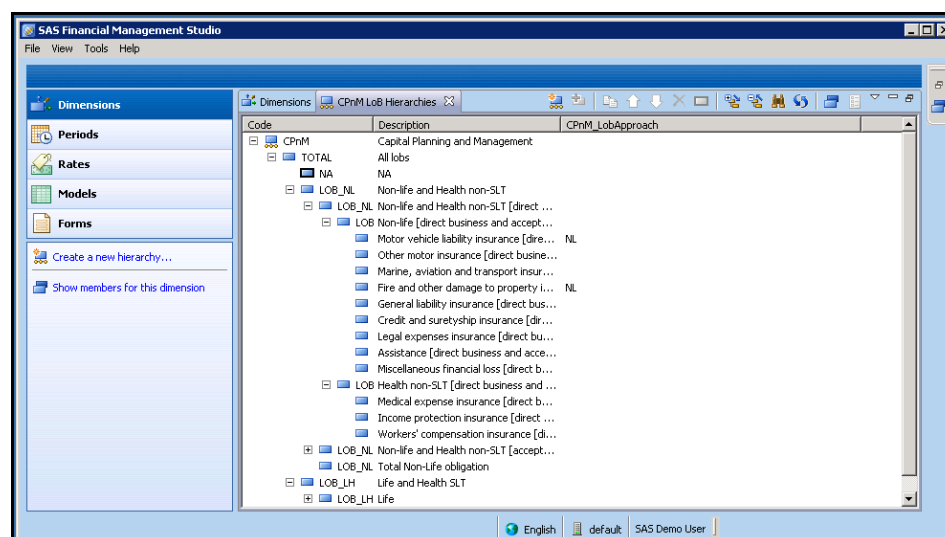 SAS Financial Management Studio
File View Tools Help
Dimensions
Periods
Rates
Models
Forms
Create a new hierarchy...
Show members for this dimension
Dimensions CPnM LoB Hierarchies
Code Description CPnM_LobApproach
CPnM Capital Planning and Management
TOTAL All lobs
NA NA
LOB_NL Non-life and Health non-SLT
LOB_NL Non-life and Health non-SLT [direct ...
LOB Non-life [direct business and accept...
Motor vehicle liability insurance [dire... NL
Other motor insurance [direct busine...
Marine, aviation and transport insur...
Fire and other damage to property i... NL
General liability insurance [direct bus...
Credit and suretyship insurance [dir...
Legal expenses insurance [direct bu...
Assistance [direct business and acce...
Miscellaneous financial loss [direct b...
LOB Health non-SLT [direct business and ...
Medical expense insurance [direct b...
Income protection insurance [direct ...
Workers' compensation insurance [di...
LOB_NL Non-life and Health non-SLT [accept...
LOB_NL Total Non-Life obligation
LOB_LH Life and Health SLT
LOB_LH Life
English default SAS Demo User